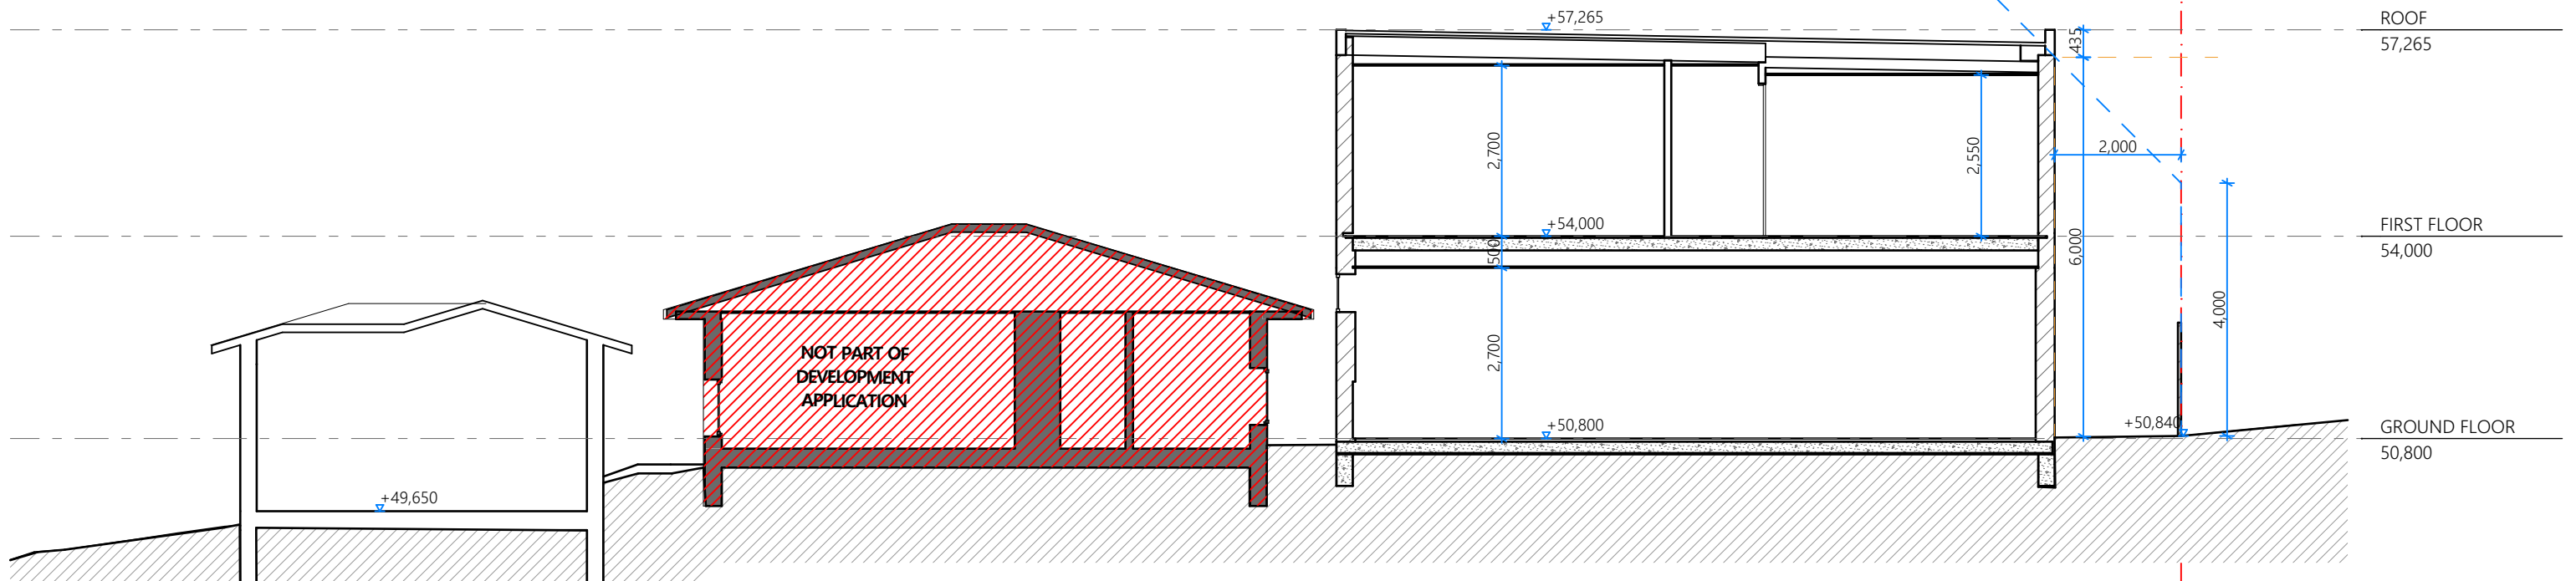 +57,265
ROOF
57,265
435
2,700
2,550
2,000
+54,000
500
6,000
FIRST FLOOR
54,000
4,000
NOT PART OF
DEVELOPMENT
APPLICATION
2,700
+50,800
+50,840
GROUND FLOOR
50,800
+49,650